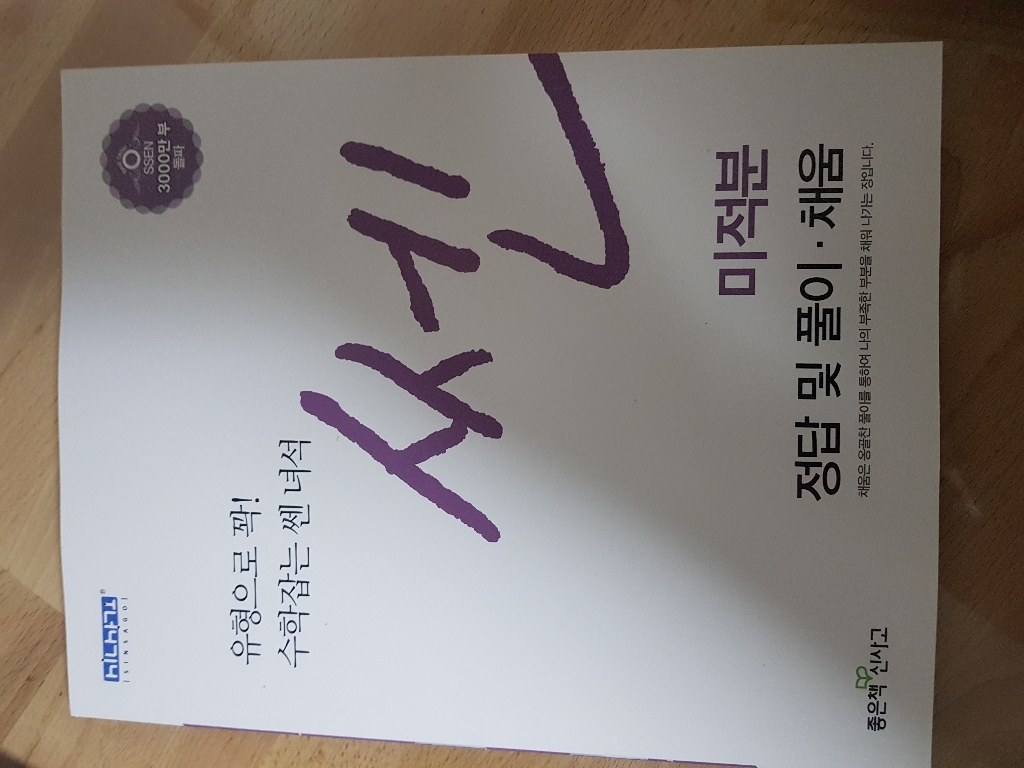 신사고®
SINSAGO
SSEN
3000만 부
돌파
유형으로 꽉!
수학잡는 쎈 녀석
쎈
미적분
정답 및 풀이 · 채움
채움은 옹골찬 풀이를 통하여 나의 부족한 부분을 채워 나가는 장입니다.
좋은책 신사고